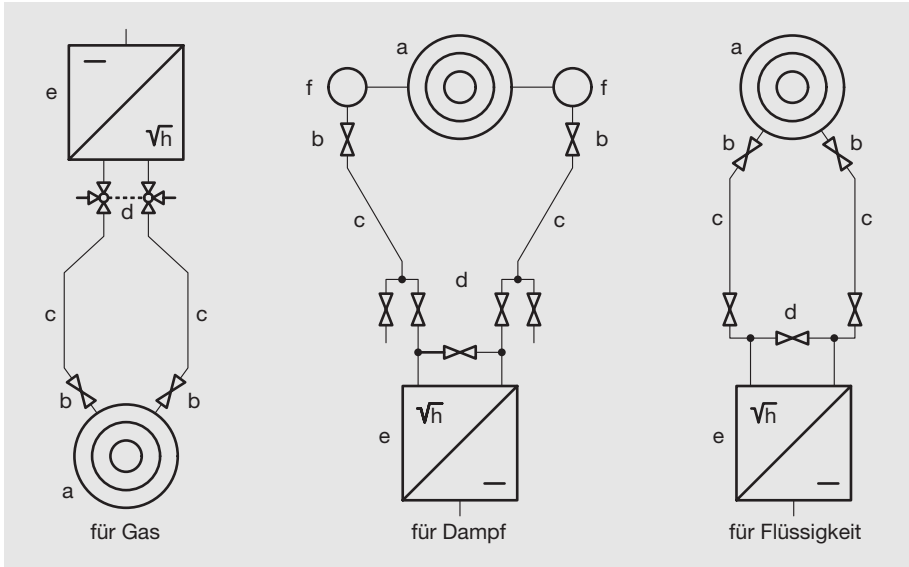 e
√h
d
c c
b b
a
für Gas
a
f f
b b
c c
d
√h
e
für Dampf
a
b b
c c
d
√h
e
für Flüssigkeit